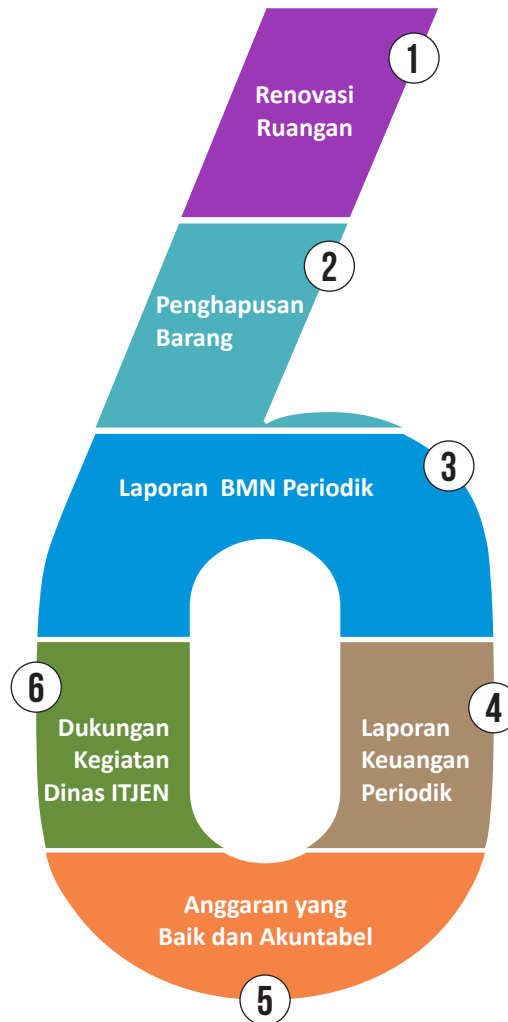 1
Renovasi
Ruangan
2
Penghapusan
Barang
3
Laporan BMN Periodik
4
Laporan
Keuangan
Periodik
5
Anggaran yang
Baik dan Akuntabel
6
Dukungan
Kegiatan
Dinas ITJEN